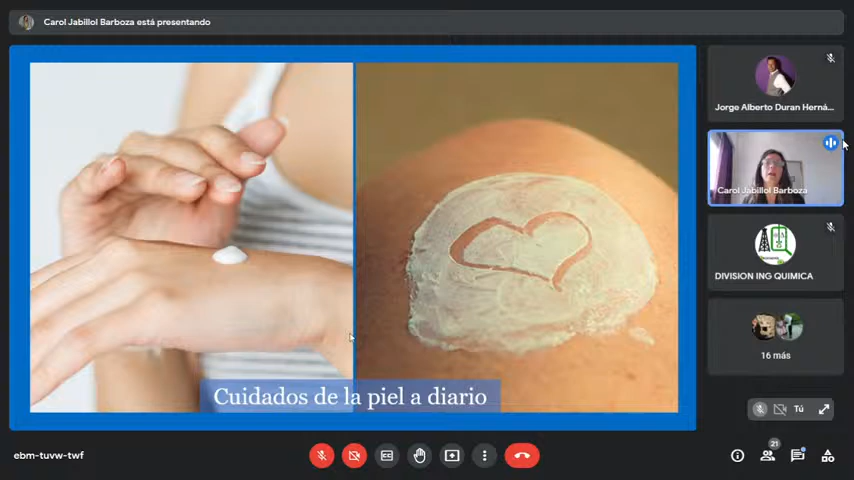 Carol Jabillol Barboza está presentando
Jorge Alberto Duran Herná...
Carol Jabillol Barboza
DIVISION ING QUIMICA
16 más
Tú
Cuidados de la piel a diario
ebm-tuvw-twf
21